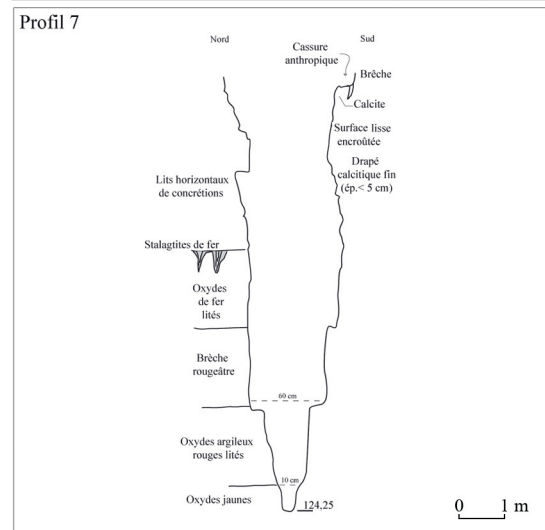 Profil 7
Nord
Sud
Cassure
anthropique
Brêche
Calcite
Surface lisse
encroûtée
Drapé
calcitique fin
(ép.< 5 cm)
Lits horizontaux
de concrétions
Stalagtites de fer
Oxydes
de fer
lités
Brèche
rougeâtre
60 cm
Oxydes argileux
rouges lités
10 cm
Oxydes jaunes
124,25
0 1 m